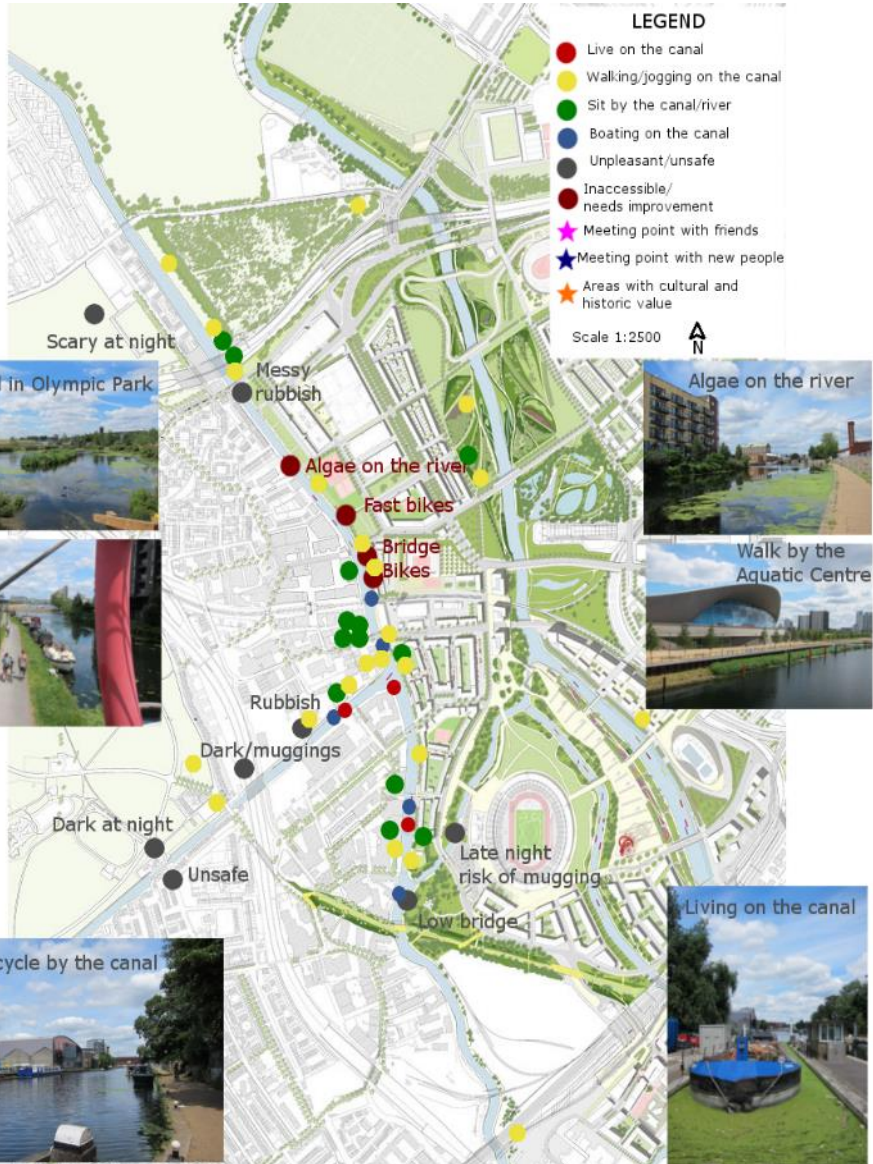 LEGEND
Live on the canal
Walking/jogging on the canal
Sit by the canal/river
Boating on the canal
Unpleasant/unsafe
Inaccessible/
needs improvement
Meeting point with friends
Meeting point with new people
Areas with cultural and
historic value
Scale 1:2500
N
Scary at night
in Olympic Park
Messy
rubbish
Algae on the river
Algae on the river
Fast bikes
Bridge
Bikes
Walk by the
Aquatic Centre
Rubbish
Dark/muggings
Dark at night
Unsafe
Late night
risk of mugging
Low bridge
Living on the canal
cycle by the canal